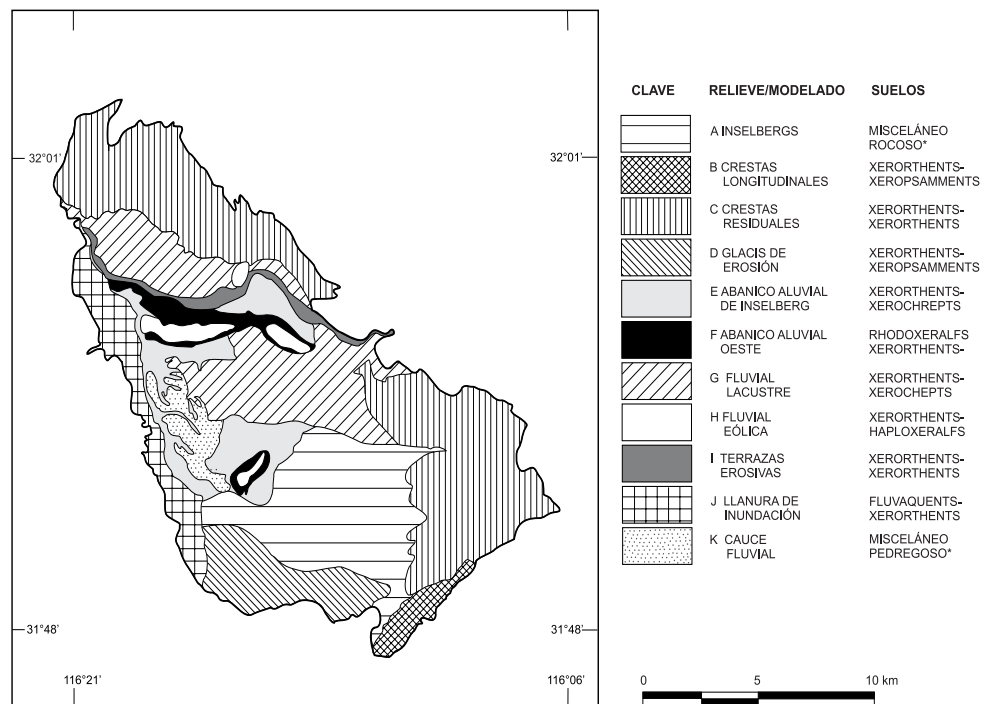 CLAVE RELIEVE/MODELADO SUELOS
A INSELBERGS MISCELÁNEO
ROCOSO*
B CRESTAS XERORTHENTS-
LONGITUDINALES XEROPSAMMENTS
C CRESTAS XERORTHENTS-
RESIDUALES XERORTHENTS
D GLACIS DE XERORTHENTS-
EROSIÓN XEROPSAMMENTS
E ABANICO ALUVIAL XERORTHENTS-
DE INSELBERG XEROCHREPTS
F ABANICO ALUVIAL RHODOXERALFS
OESTE XERORTHENTS-
G FLUVIAL XERORTHENTS-
LACUSTRE XEROCHEPTS
H FLUVIAL XERORTHENTS-
EÓLICA HAPLOXERALFS
I TERRAZAS XERORTHENTS-
EROSIVAS XERORTHENTS
J LLANURA DE FLUVAQUENTS-
INUNDACIÓN XERORTHENTS
K CAUCE MISCELÁNEO
FLUVIAL PEDREGOSO*
32°01' 32°01'
31°48' 31°48'
116°21' 116°06'
0 5 10 km